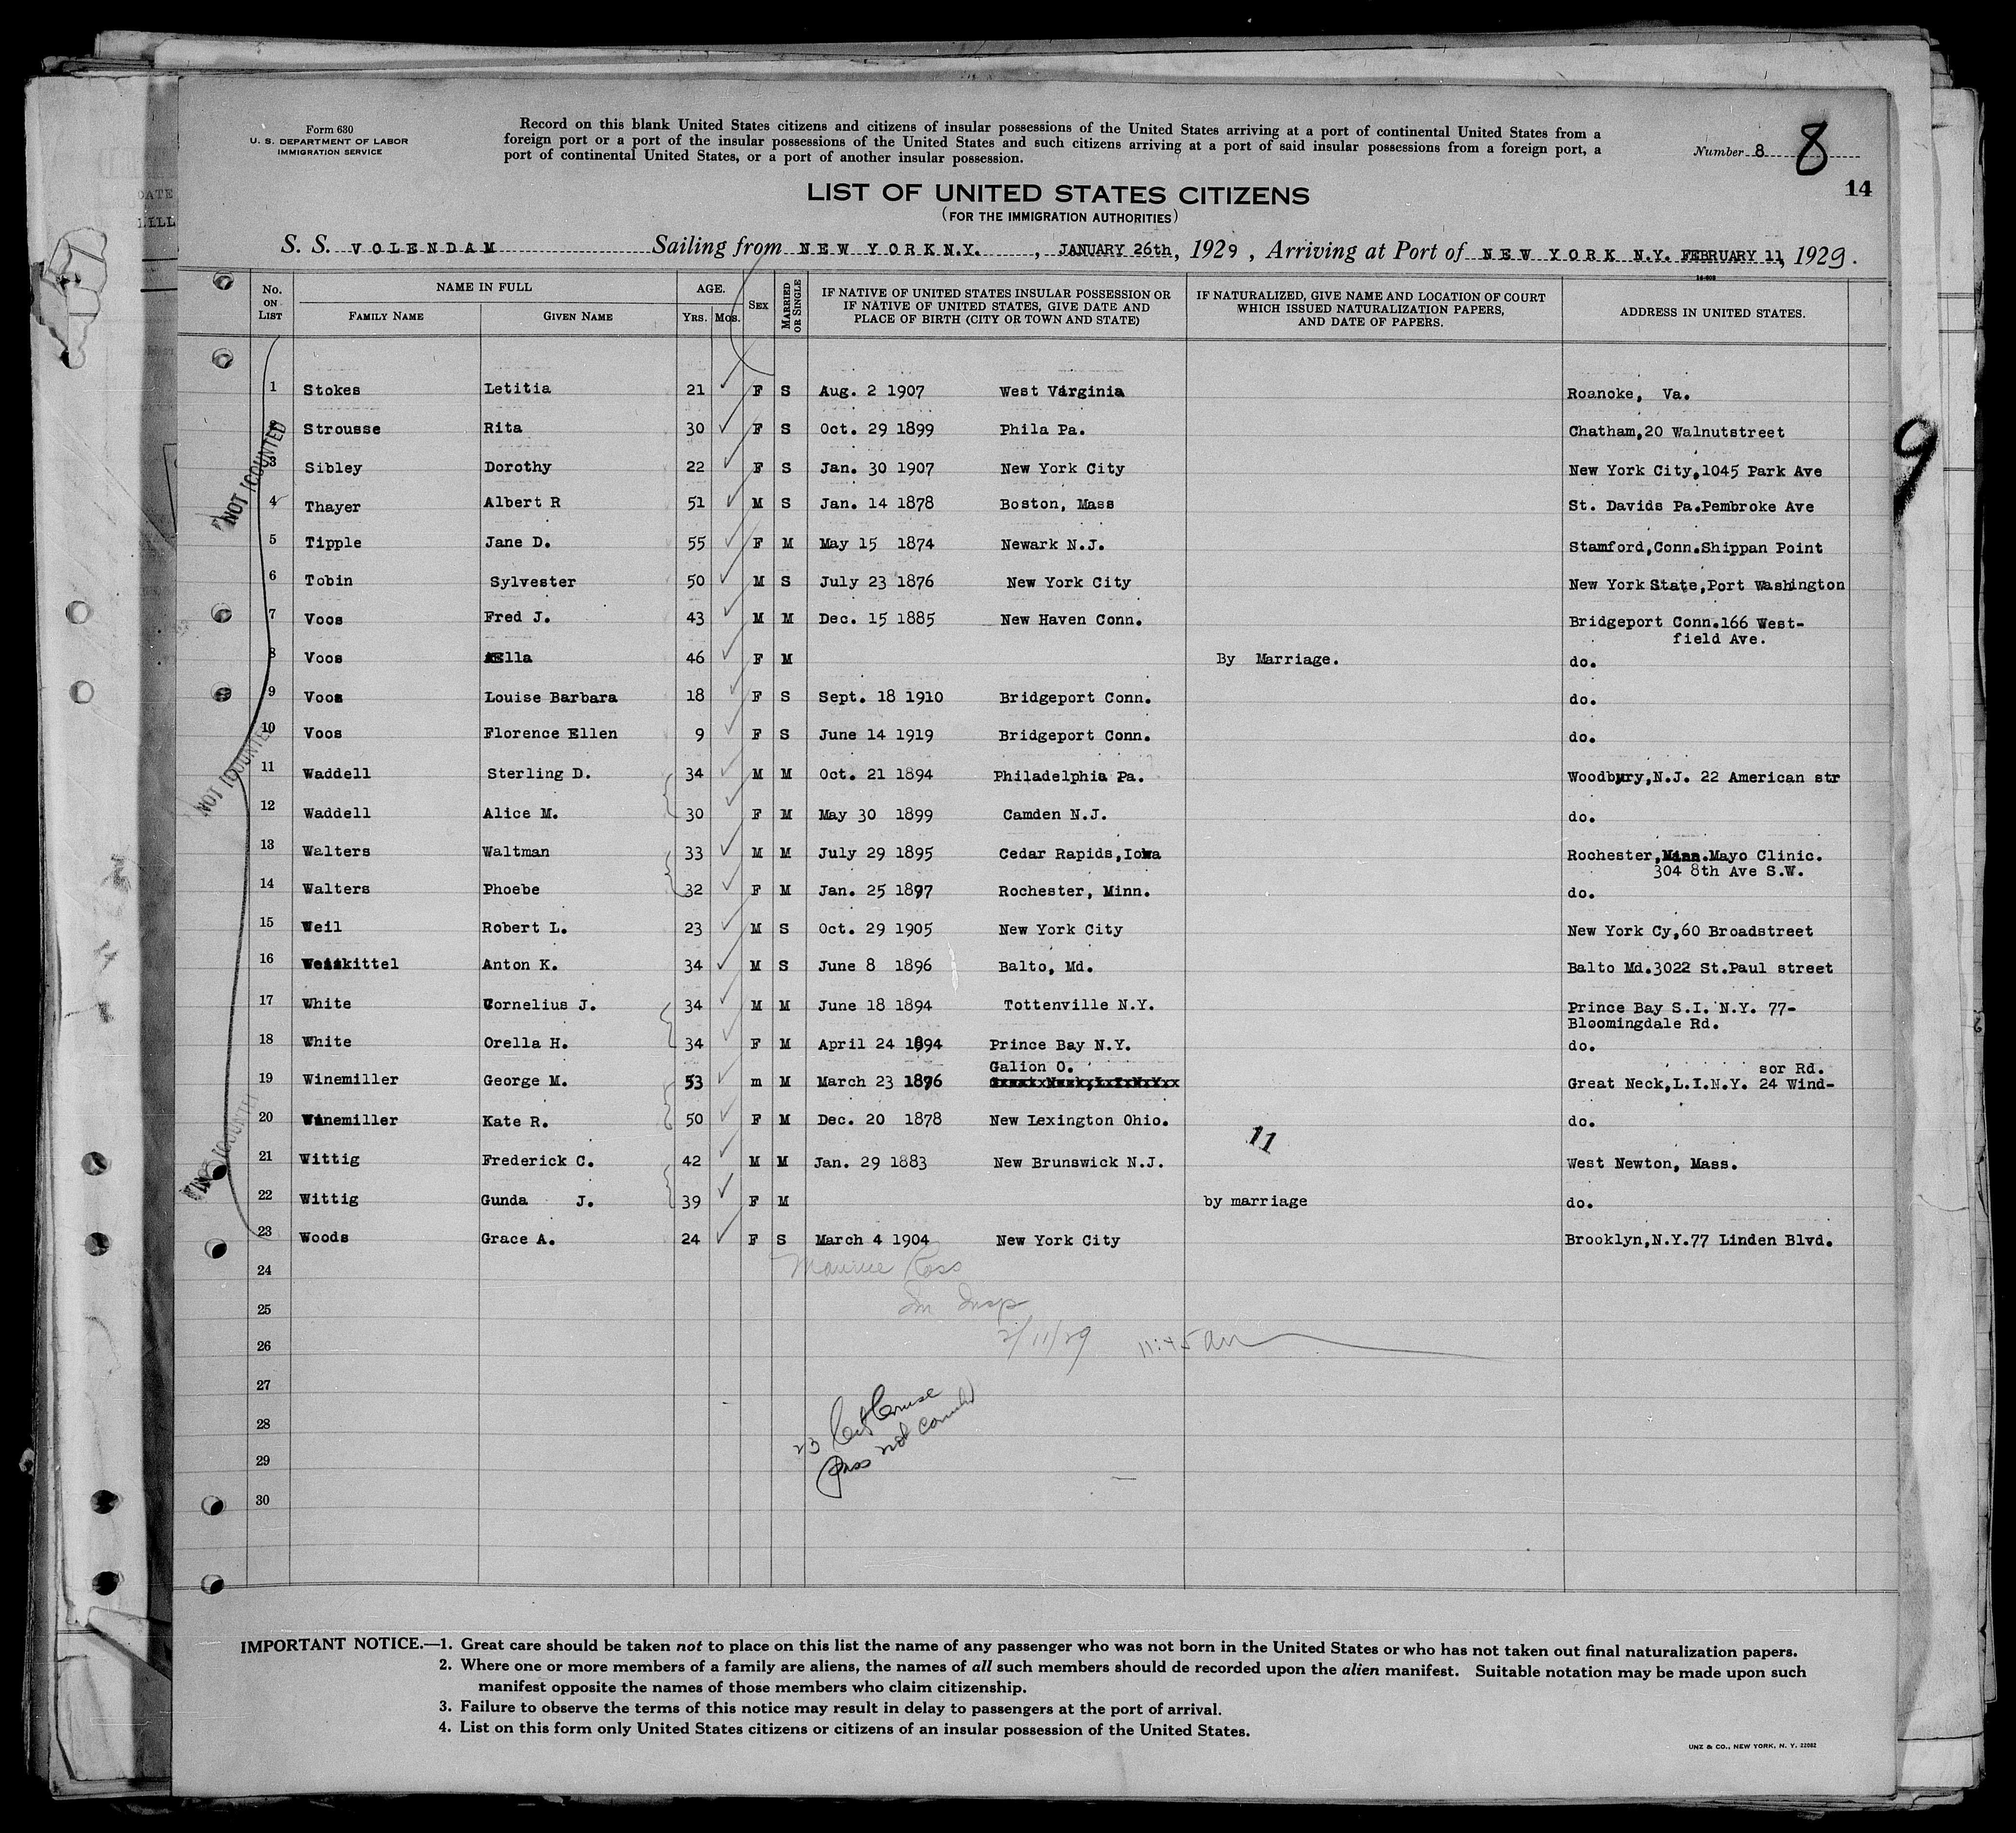 Form 630
U. S. DEPARTMENT OF LABOR
IMMIGRATION SERVICE
Record on this blank United States citizens and citizens of insular possessions of the United States arriving at a port of continental United States from a
foreign port or a port of the insular possessions of the United States and such citizens arriving at a port of said insular possessions from a foreign port, a
port of continental United States, or a port of another insular possession.
Number 8 8
14
LIST OF UNITED STATES CITIZENS
(FOR THE IMMIGRATION AUTHORITIES)
S. S. VOLENDAM Sailing from NEW YORK N.Y., JANUARY 26th, 1929, Arriving at Port of NEW YORK N.Y. FEBRUARY 11, 1929.
No. ON LIST NAME IN FULL FAMILY NAME GIVEN NAME AGE. Yrs. Mos. SEX MARRIED OR SINGLE IF NATIVE OF UNITED STATES INSULAR POSSESSION OR IF NATIVE OF UNITED STATES, GIVE DATE AND PLACE OF BIRTH (CITY OR TOWN AND STATE) IF NATURALIZED, GIVE NAME AND LOCATION OF COURT WHICH ISSUED NATURALIZATION PAPERS, AND DATE OF PAPERS. ADDRESS IN UNITED STATES.
1 Stokes Letitia 21 F S Aug. 2 1907 West Virginia Roanoke, Va.
2 Strousse Rita 30 F S Oct. 29 1899 Phila Pa. Chatham,20 Walnutstreet
3 Sibley Dorothy 22 F S Jan. 30 1907 New York City New York City,1045 Park Ave
4 Thayer Albert R 51 M S Jan. 14 1878 Boston, Mass St. Davids Pa.Pembroke Ave
5 Tipple Jane D. 55 F M May 15 1874 Newark N.J. Stamford,Conn.Shippan Point
6 Tobin Sylvester 50 M S July 23 1876 New York City New York State,Port Washington
7 Voos Fred J. 43 M M Dec. 15 1885 New Haven Conn. Bridgeport Conn.166 West-
field Ave.
8 Voos Ella 46 F M By Marriage. do.
9 Voos Louise Barbara 18 F S Sept. 18 1910 Bridgeport Conn. do.
10 Voos Florence Ellen 9 F S June 14 1919 Bridgeport Conn. do.
11 Waddell Sterling D. 34 M M Oct. 21 1894 Philadelphia Pa. Woodbury,N.J. 22 American str
12 Waddell Alice M. 30 F M May 30 1899 Camden N.J. do.
13 Walters Waltman 33 M M July 29 1895 Cedar Rapids,Iowa Rochester,Minn.Mayo Clinic.
304 8th Ave S.W.
14 Walters Phoebe 32 F M Jan. 25 1897 Rochester, Minn. do.
15 Weil Robert L. 23 M S Oct. 29 1905 New York City New York Cy,60 Broadstreet
16 Weiskittel Anton K. 34 M S June 8 1896 Balto, Md. Balto Md.3022 St.Paul street
17 White Cornelius J. 34 M M June 18 1894 Tottenville N.Y. Prince Bay S.I. N.Y. 77-
Bloomingdale Rd.
18 White Orella H. 34 F M April 24 1894 Prince Bay N.Y. do.
Galion O. sor Rd.
19 Winemiller George M. 53 m M March 23 1876 Great Neck,L.I.N.Y. 24 Wind-
20 Winemiller Kate R. 50 F M Dec. 20 1878 New Lexington Ohio. do.
11
21 Wittig Frederick C. 42 M M Jan. 29 1883 New Brunswick N.J. West Newton, Mass.
22 Wittig Gunda J. 39 F M by marriage do.
23 Woods Grace A. 24 F S March 4 1904 New York City Brooklyn,N.Y.77 Linden Blvd.
24 Maurice Ross
25 Im Insp
26 2/11/29 11:45 am
27
28 23 Cit Cruise
29 pass not counted
30
NOT COUNTED
NOT COUNTED
NOT COUNTED
9
IMPORTANT NOTICE.—1. Great care should be taken not to place on this list the name of any passenger who was not born in the United States or who has not taken out final naturalization papers.
2. Where one or more members of a family are aliens, the names of all such members should de recorded upon the alien manifest. Suitable notation may be made upon such
manifest opposite the names of those members who claim citizenship.
3. Failure to observe the terms of this notice may result in delay to passengers at the port of arrival.
4. List on this form only United States citizens or citizens of an insular possession of the United States.
UNZ & CO., NEW YORK, N. Y. 22082